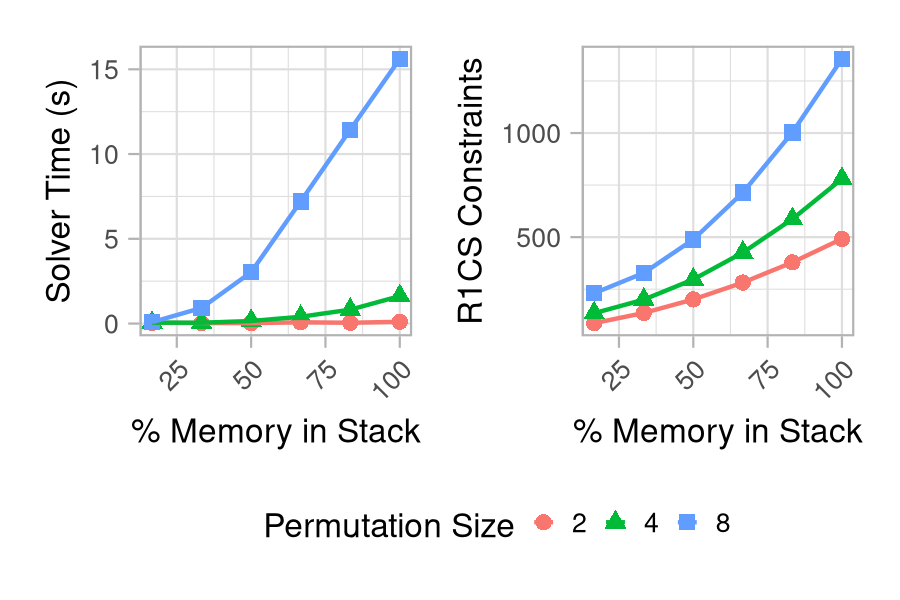 Solver Time (s)
15
10
5
0
25
50
75
100
% Memory in Stack
R1CS Constraints
1000
500
25
50
75
100
% Memory in Stack
Permutation Size 2 4 8